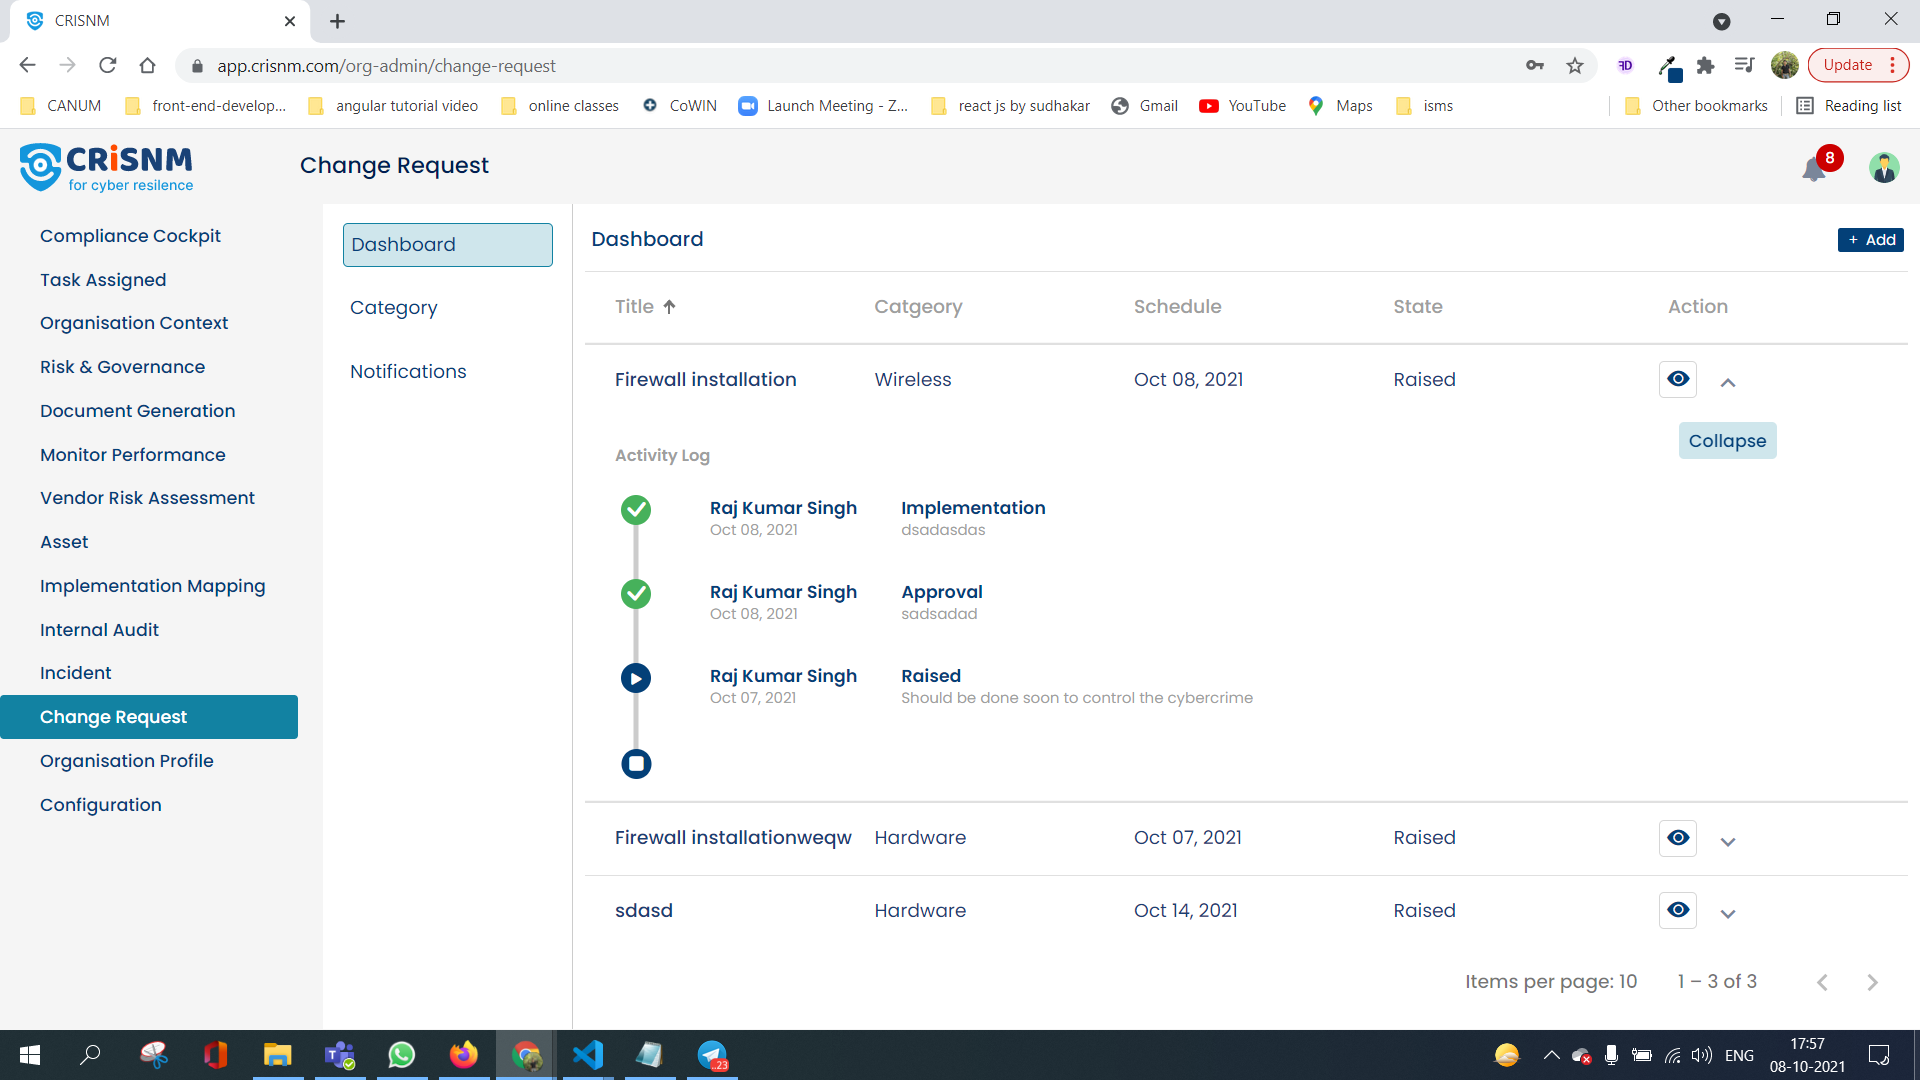 CRISNM
app.crisnm.com/org-admin/change-request
Update
CANUM
front-end-develop...
angular tutorial video
online classes
CoWIN
Launch Meeting - Z...
react js by sudhakar
Gmail
YouTube
Maps
isms
Other bookmarks
Reading list
CRiSNM
for cyber resilence
Change Request
8
Compliance Cockpit
Task Assigned
Organisation Context
Risk & Governance
Document Generation
Monitor Performance
Vendor Risk Assessment
Asset
Implementation Mapping
Internal Audit
Incident
Change Request
Organisation Profile
Configuration
Dashboard
Category
Notifications
Dashboard
+ Add
Title Catgeory Schedule State Action
Firewall installation Wireless Oct 08, 2021 Raised
Collapse
Activity Log
Raj Kumar Singh Implementation
Oct 08, 2021 dsadasdas
Raj Kumar Singh Approval
Oct 08, 2021 sadsadad
Raj Kumar Singh Raised
Oct 07, 2021 Should be done soon to control the cybercrime
Firewall installationweqw Hardware Oct 07, 2021 Raised
sdasd Hardware Oct 14, 2021 Raised
Items per page: 10 1 – 3 of 3
..23
ENG
17:57
08-10-2021